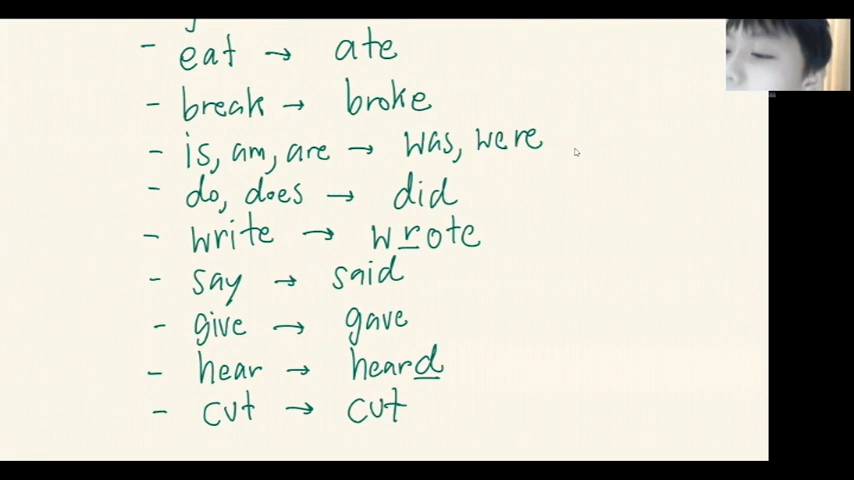 - eat → ate
- break → broke
- is, am, are → was, were
- do, does → did
- write → wrote
- say → said
- give → gave
- hear → heard
- cut → cut